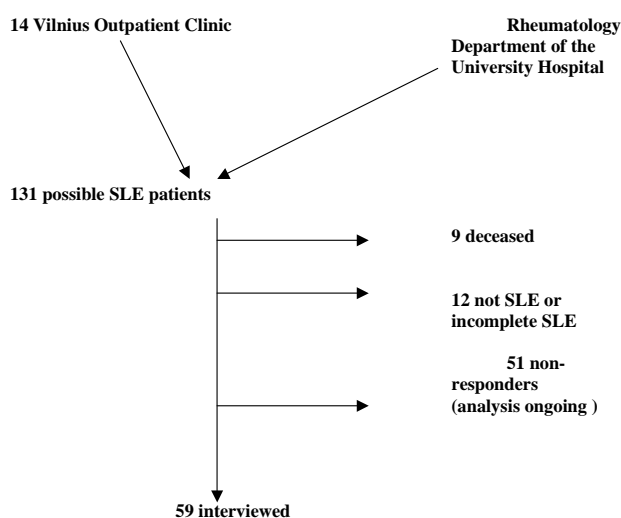 14 Vilnius Outpatient Clinic
Rheumatology
Department of the
University Hospital
131 possible SLE patients
9 deceased
12 not SLE or
incomplete SLE
51 non-
responders
(analysis ongoing )
59 interviewed